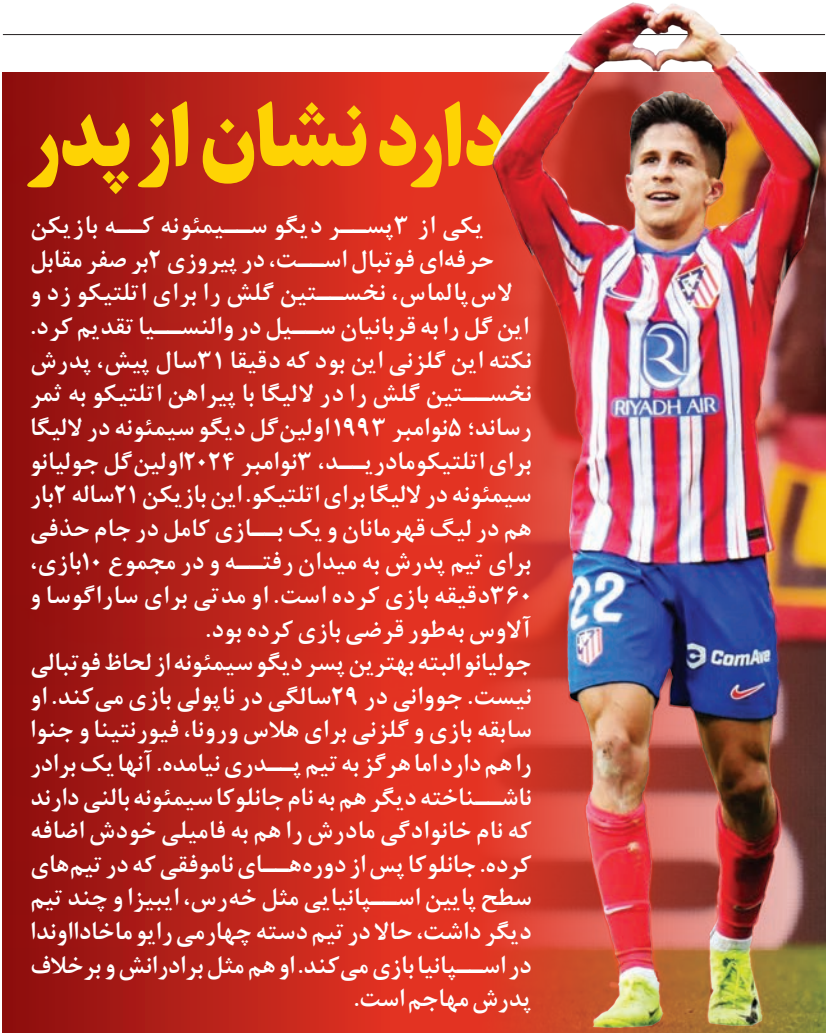 دارد نشان از پدر
یکی از ۳پسر دیگو سیمئونه که بازیکن
حرفه‌ای فوتبال است، در پیروزی ۲بر صفر مقابل
لاس پالماس، نخستین گلش را برای اتلتیکو زد و
این گل را به قربانیان سیل در والنسیا تقدیم کرد.
نکته این گلزنی این بود که دقیقا ۳۱سال پیش، پدرش
نخستین گلش را در لالیگا با پیراهن اتلتیکو به ثمر
رساند؛ ۵نوامبر ۱۹۹۳اولین گل دیگو سیمئونه در لالیگا
برای اتلتیکومادرید، ۳نوامبر ۲۰۲۴اولین گل جولیانو
سیمئونه در لالیگا برای اتلتیکو. این بازیکن ۲۱ساله ۲بار
هم در لیگ قهرمانان و یک بازی کامل در جام حذفی
برای تیم پدرش به میدان رفته و در مجموع ۱۰بازی،
۳۶۰دقیقه بازی کرده است. او مدتی برای ساراگوسا و
آلاوس به‌طور قرضی بازی کرده بود.
جولیانو البته بهترین پسر دیگو سیمئونه از لحاظ فوتبالی
نیست. جووانی در ۲۹سالگی در ناپولی بازی می‌کند. او
سابقه بازی و گلزنی برای هلاس ورونا، فیورنتینا و جنوا
را هم دارد اما هرگز به تیم پدری نیامده. آنها یک برادر
ناشناخته دیگر هم به نام جانلوکا سیمئونه بالنی دارند
که نام خانوادگی مادرش را هم به فامیلی خودش اضافه
کرده. جانلوکا پس از دوره‌های ناموفقی که در تیم‌های
سطح پایین اسپانیایی مثل خه‌رس، ایبیزا و چند تیم
دیگر داشت، حالا در تیم دسته چهارمی رایو ماخادااوندا
در اسپانیا بازی می‌کند. او هم مثل برادرانش و برخلاف
پدرش مهاجم است.
RIYADH AIR
22
ComAve